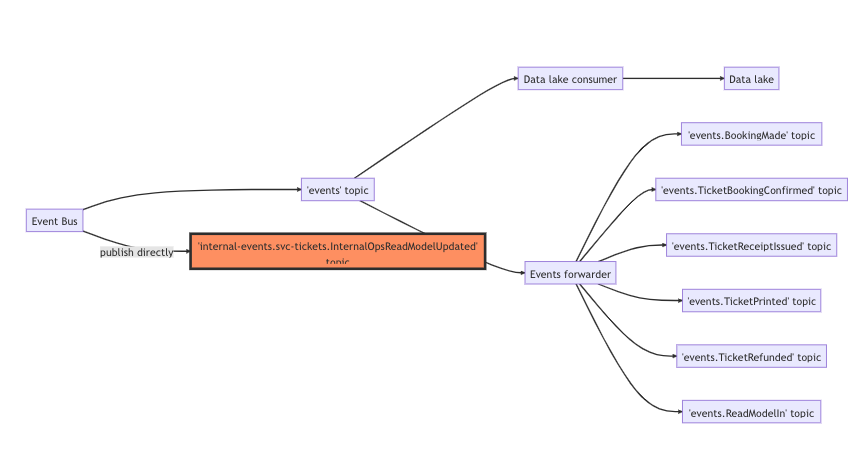 Data lake consumer
Data lake
'events.BookingMade' topic
'events' topic
'events.TicketBookingConfirmed' topic
Event Bus
publish directly
'internal-events.svc-tickets.InternalOpsReadModelUpdated'
topic
'events.TicketReceiptIssued' topic
Events forwarder
'events.TicketPrinted' topic
'events.TicketRefunded' topic
'events.ReadModelIn' topic